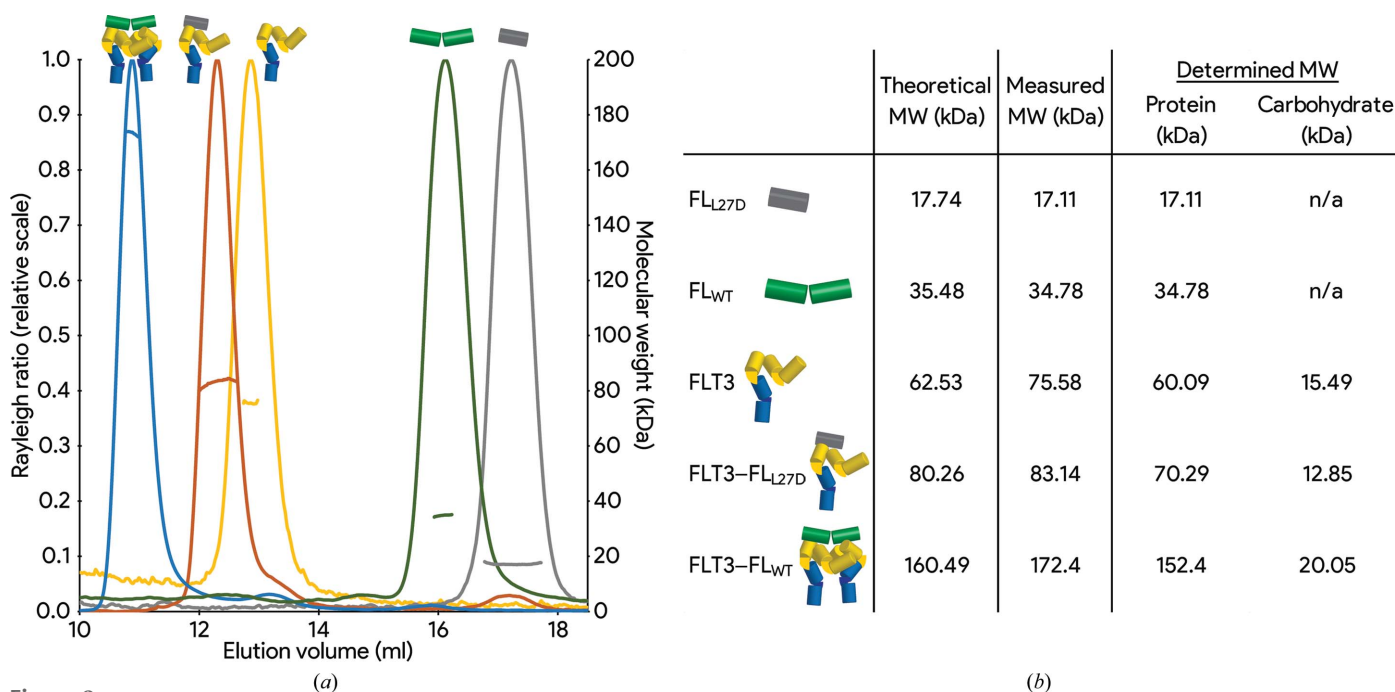 1.0
0.9
0.8
0.7
0.6
0.5
0.4
0.3
0.2
0.1
0.0
Rayleigh ratio (relative scale)
200
180
160
140
120
100
80
60
40
20
0
Molecular weight (kDa)
10 12 14 16 18
Elution volume (ml)
(a)
Theoretical MW (kDa) Measured MW (kDa) Determined MW
Protein (kDa) Carbohydrate (kDa)
FL_L27D 17.74 17.11 17.11 n/a
FL_WT 35.48 34.78 34.78 n/a
FLT3 62.53 75.58 60.09 15.49
FLT3–FL_L27D 80.26 83.14 70.29 12.85
FLT3–FL_WT 160.49 172.4 152.4 20.05
(b)